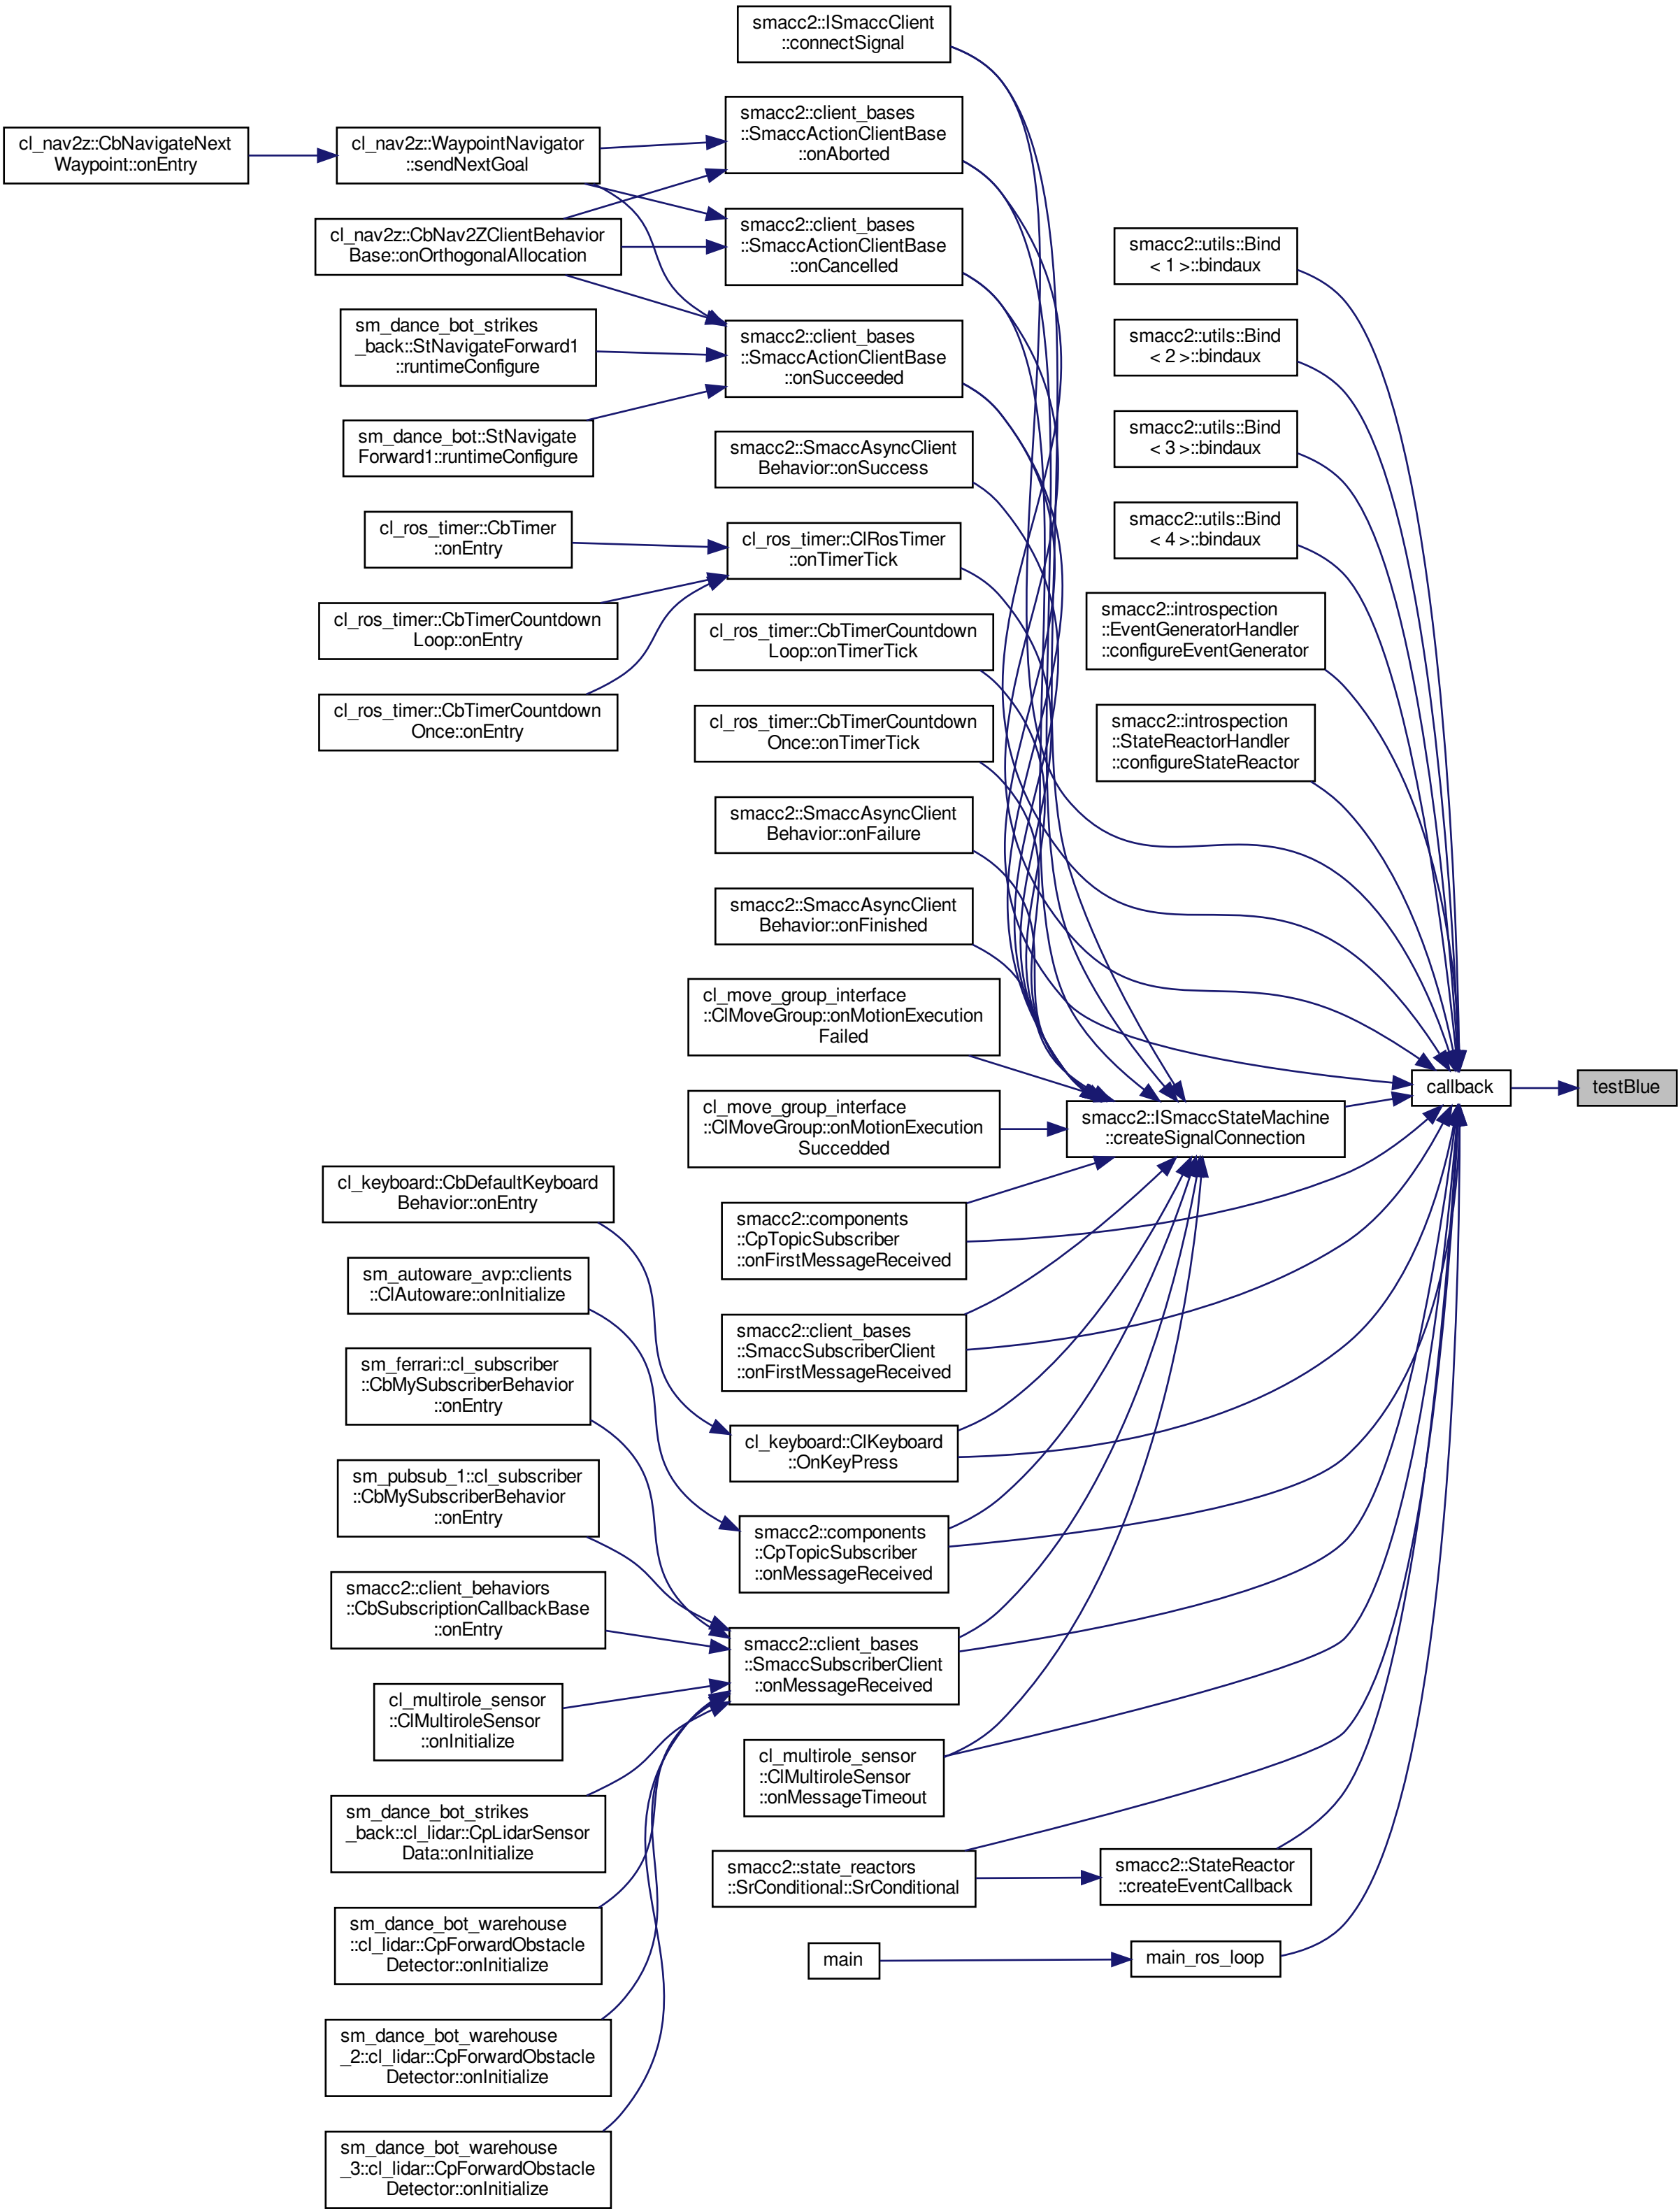 smacc2::ISmaccClient
::connectSignal
smacc2::client_bases
::SmaccActionClientBase
::onAborted
cl_nav2z::CbNavigateNext
Waypoint::onEntry
cl_nav2z::WaypointNavigator
::sendNextGoal
cl_nav2z::CbNav2ZClientBehavior
Base::onOrthogonalAllocation
smacc2::client_bases
::SmaccActionClientBase
::onCancelled
smacc2::utils::Bind
< 1 >::bindaux
sm_dance_bot_strikes
_back::StNavigateForward1
::runtimeConfigure
smacc2::client_bases
::SmaccActionClientBase
::onSucceeded
smacc2::utils::Bind
< 2 >::bindaux
sm_dance_bot::StNavigate
Forward1::runtimeConfigure
smacc2::SmaccAsyncClient
Behavior::onSuccess
smacc2::utils::Bind
< 3 >::bindaux
cl_ros_timer::CbTimer
::onEntry
cl_ros_timer::ClRosTimer
::onTimerTick
smacc2::utils::Bind
< 4 >::bindaux
cl_ros_timer::CbTimerCountdown
Loop::onEntry
cl_ros_timer::CbTimerCountdown
Loop::onTimerTick
smacc2::introspection
::EventGeneratorHandler
::configureEventGenerator
cl_ros_timer::CbTimerCountdown
Once::onEntry
cl_ros_timer::CbTimerCountdown
Once::onTimerTick
smacc2::introspection
::StateReactorHandler
::configureStateReactor
smacc2::SmaccAsyncClient
Behavior::onFailure
smacc2::SmaccAsyncClient
Behavior::onFinished
cl_move_group_interface
::ClMoveGroup::onMotionExecution
Failed
callback
testBlue
cl_move_group_interface
::ClMoveGroup::onMotionExecution
Succedded
smacc2::ISmaccStateMachine
::createSignalConnection
cl_keyboard::CbDefaultKeyboard
Behavior::onEntry
smacc2::components
::CpTopicSubscriber
::onFirstMessageReceived
sm_autoware_avp::clients
::ClAutoware::onInitialize
smacc2::client_bases
::SmaccSubscriberClient
::onFirstMessageReceived
sm_ferrari::cl_subscriber
::CbMySubscriberBehavior
::onEntry
cl_keyboard::ClKeyboard
::OnKeyPress
sm_pubsub_1::cl_subscriber
::CbMySubscriberBehavior
::onEntry
smacc2::components
::CpTopicSubscriber
::onMessageReceived
smacc2::client_behaviors
::CbSubscriptionCallbackBase
::onEntry
smacc2::client_bases
::SmaccSubscriberClient
::onMessageReceived
cl_multirole_sensor
::ClMultiroleSensor
::onInitialize
cl_multirole_sensor
::ClMultiroleSensor
::onMessageTimeout
sm_dance_bot_strikes
_back::cl_lidar::CpLidarSensor
Data::onInitialize
smacc2::state_reactors
::SrConditional::SrConditional
smacc2::StateReactor
::createEventCallback
sm_dance_bot_warehouse
::cl_lidar::CpForwardObstacle
Detector::onInitialize
main
main_ros_loop
sm_dance_bot_warehouse
_2::cl_lidar::CpForwardObstacle
Detector::onInitialize
sm_dance_bot_warehouse
_3::cl_lidar::CpForwardObstacle
Detector::onInitialize